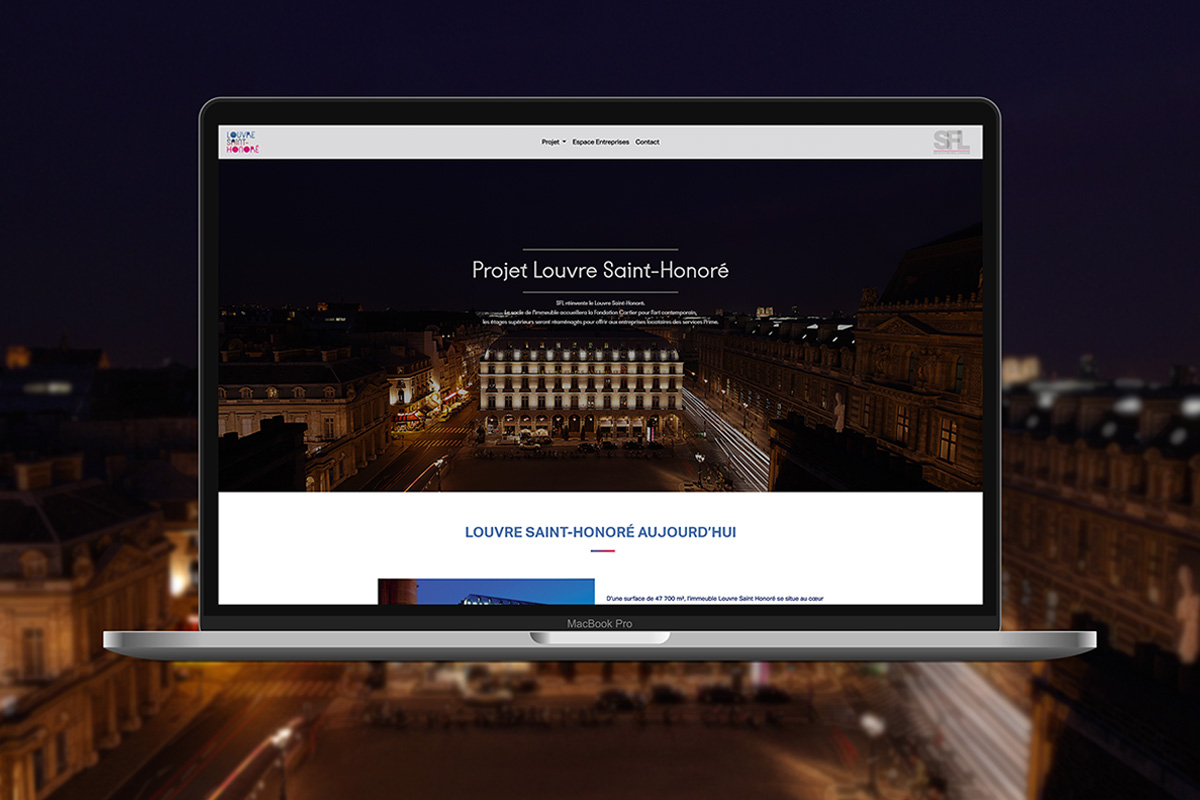 LOUVRE
SAINT-
HONORÉ
Projet Espace Entreprises Contact
SFL
Projet Louvre Saint-Honoré
SFL réinvente le Louvre Saint-Honoré.
Le socle de l'immeuble accueillera la Fondation Cartier pour l'art contemporain,
les étages supérieurs seront réaménagés pour offrir aux entreprises locataires des services Prime.
LOUVRE SAINT-HONORÉ AUJOURD'HUI
D'une surface de 47 700 m², l'immeuble Louvre Saint Honoré se situe au cœur
MacBook Pro